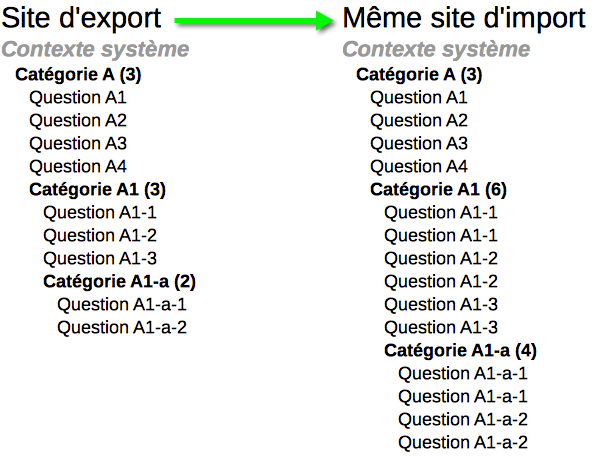 Site d'export
Contexte système
Catégorie A (3)
Question A1
Question A2
Question A3
Question A4
Catégorie A1 (3)
Question A1-1
Question A1-2
Question A1-3
Catégorie A1-a (2)
Question A1-a-1
Question A1-a-2
Même site d'import
Contexte système
Catégorie A (3)
Question A1
Question A2
Question A3
Question A4
Catégorie A1 (6)
Question A1-1
Question A1-1
Question A1-2
Question A1-2
Question A1-3
Question A1-3
Catégorie A1-a (4)
Question A1-a-1
Question A1-a-1
Question A1-a-2
Question A1-a-2